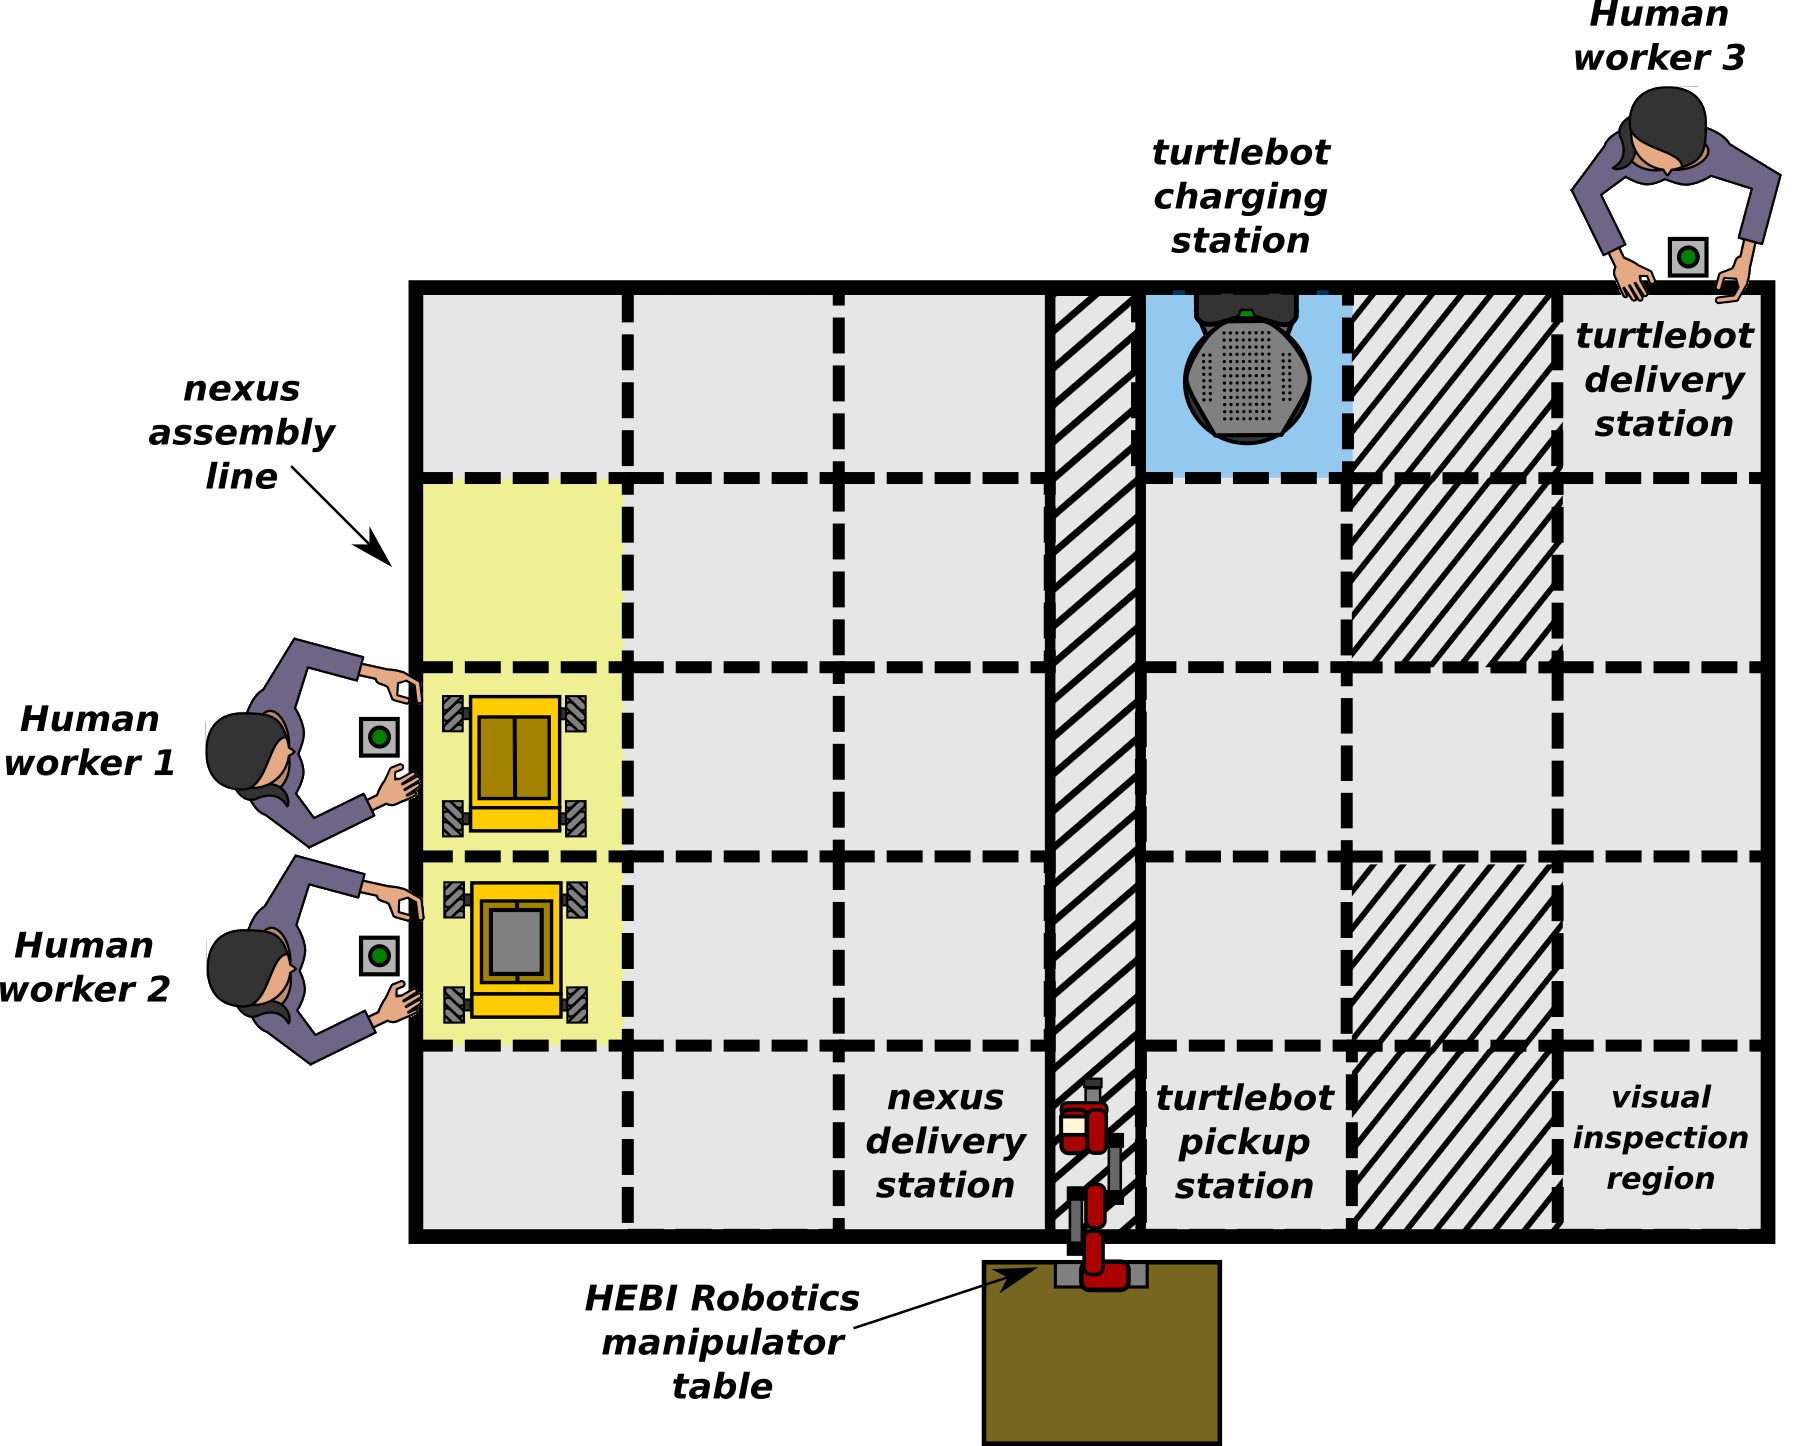 Human
worker 3
turtlebot
charging
station
turtlebot
delivery
station
nexus
assembly
line
Human
worker 1
Human
worker 2
nexus
delivery
station
turtlebot
pickup
station
visual
inspection
region
HEBI Robotics
manipulator
table